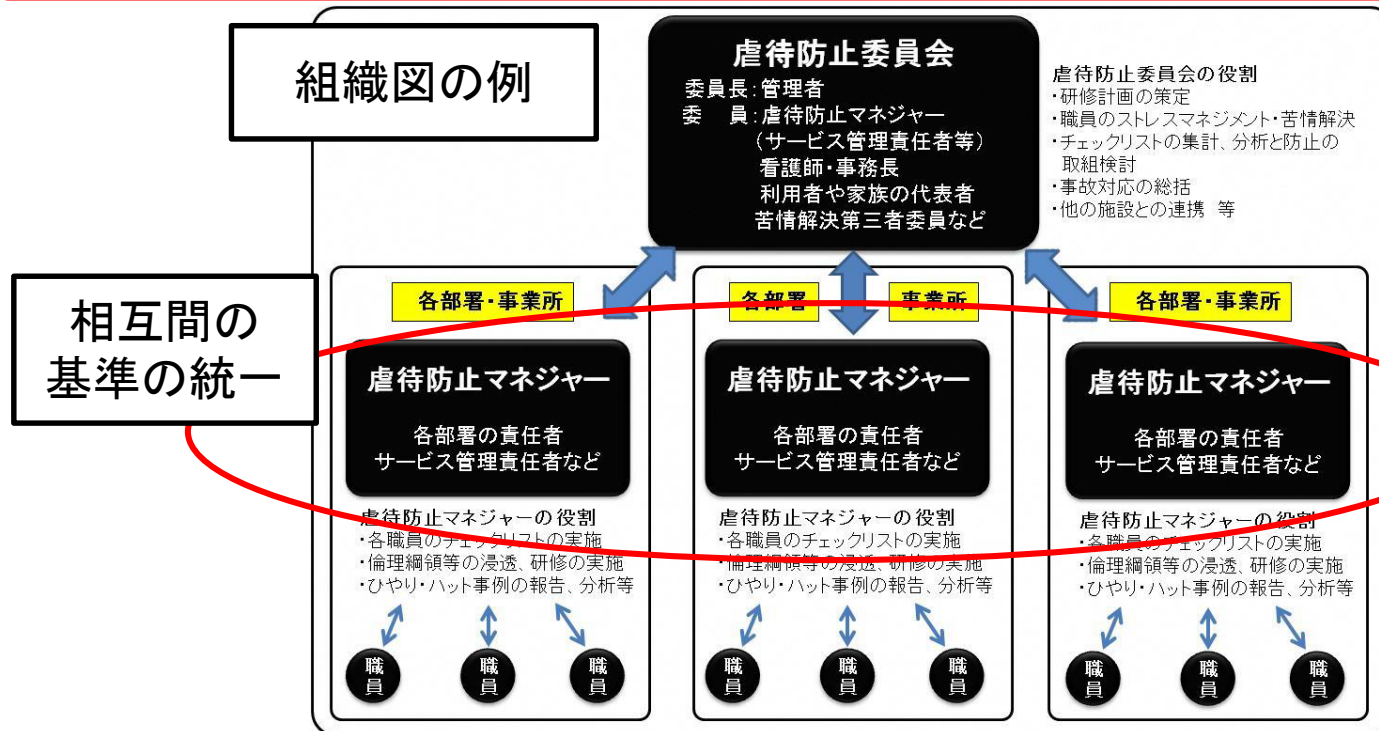 組織図の例
虐待防止委員会
委員長:管理者
委　員:虐待防止マネジャー
(サービス管理責任者等)
看護師・事務長
利用者や家族の代表者
苦情解決第三者委員など
虐待防止委員会の役割
・研修計画の策定
・職員のストレスマネジメント・苦情解決
・チェックリストの集計、分析と防止の
取組検討
・事故対応の総括
・他の施設との連携 等
相互間の
基準の統一
各部署・事業所
虐待防止マネジャー
各部署の責任者
サービス管理責任者など
虐待防止マネジャーの役割
・各職員のチェックリストの実施
・倫理綱領等の浸透、研修の実施
・ひやり・ハット事例の報告、分析等
職員
職員
職員
各部署
事業所
虐待防止マネジャー
各部署の責任者
サービス管理責任者など
虐待防止マネジャーの役割
・各職員のチェックリストの実施
・倫理綱領等の浸透、研修の実施
・ひやり・ハット事例の報告、分析等
職員
職員
職員
各部署・事業所
虐待防止マネジャー
各部署の責任者
サービス管理責任者など
虐待防止マネジャーの役割
・各職員のチェックリストの実施
・倫理綱領等の浸透、研修の実施
・ひやり・ハット事例の報告、分析等
職員
職員
職員